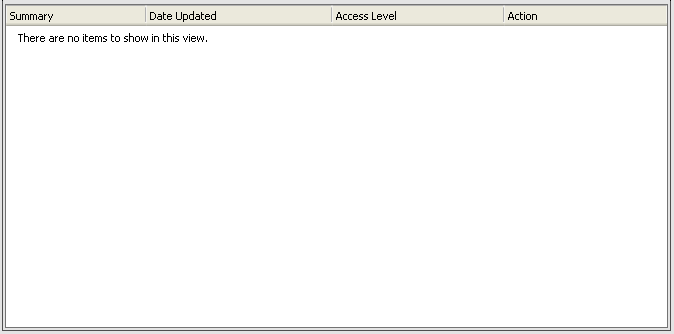 Summary Date Updated Access Level Action
There are no items to show in this view.